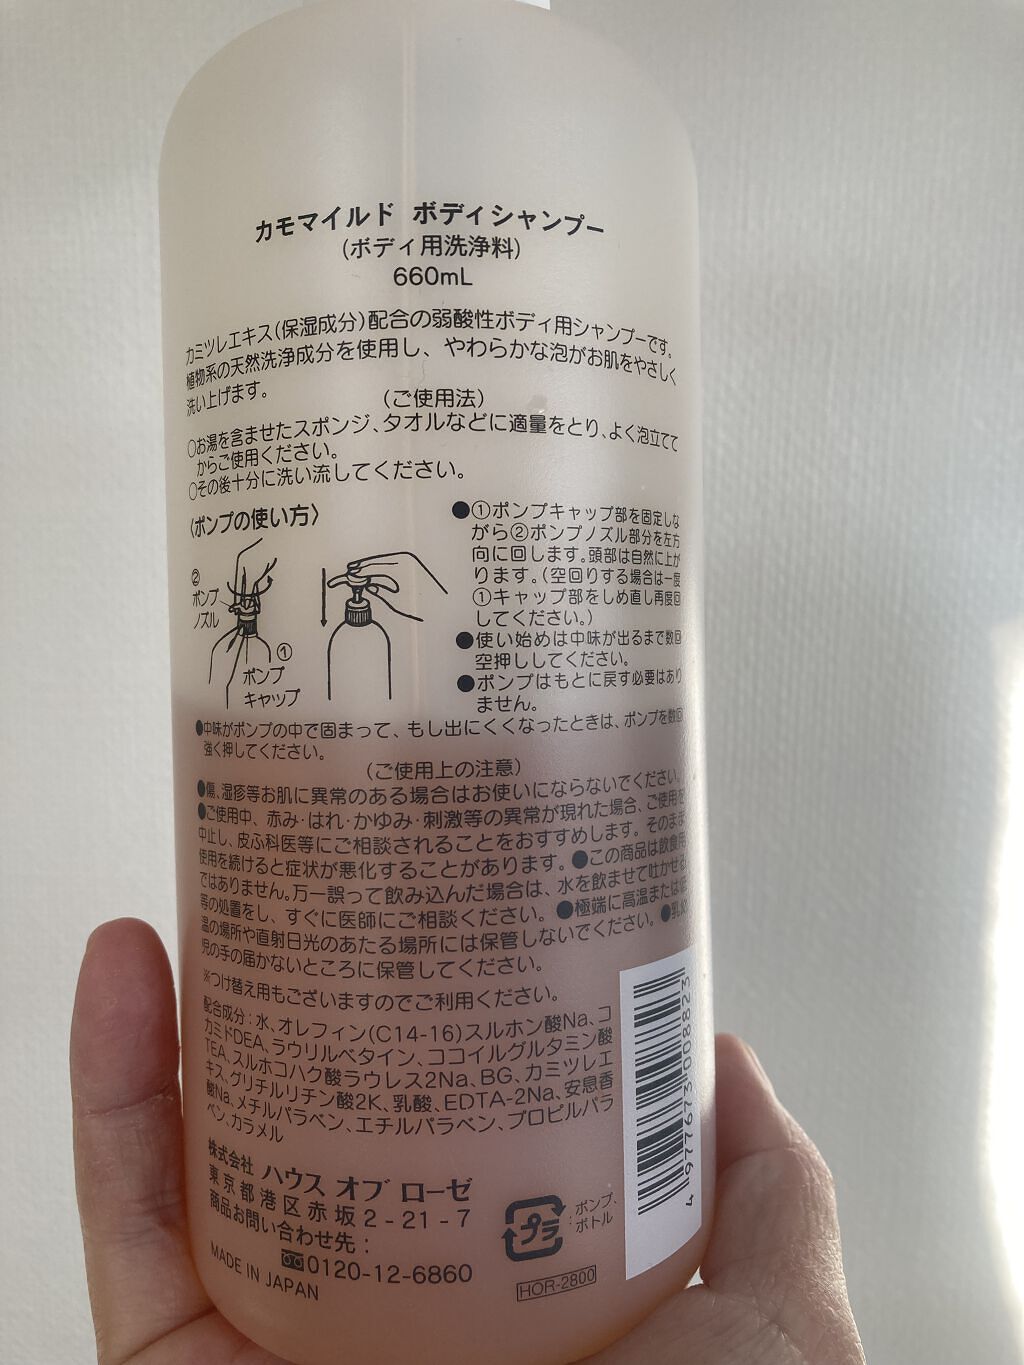 カモマイルド ボディシャンプー
(ボディ用洗浄料)
660mL
カミツレエキス(保湿成分)配合の弱酸性ボディ用シャンプーです。
植物系の天然洗浄成分を使用し、やわらかな泡がお肌をやさしく
洗い上げます。
(ご使用法)
○お湯を含ませたスポンジ、タオルなどに適量をとり、よく泡立てて
からご使用ください。
○その後十分に洗い流してください。
〈ポンプの使い方〉
②
ポンプ
ノズル
①
ポンプ
キャップ
●①ポンプキャップ部を固定しな
がら②ポンプノズル部分を左方
向に回します。頭部は自然に上が
ります。(空回りする場合は一度
①キャップ部をしめ直し再度回
してください。)
●使い始めは中味が出るまで数回
空押ししてください。
●ポンプはもとに戻す必要はあり
ません。
●中味がポンプの中で固まって、もし出にくくなったときは、ポンプを数回
強く押してください。
(ご使用上の注意)
●傷、湿疹等お肌に異常のある場合はお使いにならないでください。
●ご使用中、赤み・はれ・かゆみ・刺激等の異常が現れた場合、ご使用を
中止し、皮ふ科医等にご相談されることをおすすめします。そのまま
使用を続けると症状が悪化することがあります。●この商品は飲食用
ではありません。万一誤って飲み込んだ場合は、水を飲ませて吐かせる
等の処置をし、すぐに医師にご相談ください。●極端に高温または低
温の場所や直射日光のあたる場所には保管しないでください。●乳幼
児の手の届かないところに保管してください。
※つけ替え用もございますのでご利用ください。
配合成分:水、オレフィン(C14-16)スルホン酸Na、コ
カミドDEA、ラウリルベタイン、ココイルグルタミン酸
TEA、スルホコハク酸ラウレス2Na、BG、カミツレエ
キス、グリチルリチン酸2K、乳酸、EDTA-2Na、安息香
酸Na、メチルパラベン、エチルパラベン、プロピルパラ
ベン、カラメル
株式会社 ハウス オブ ローゼ
東京都港区赤坂2-21-7
商品お問い合わせ先:
0120-12-6860
MADE IN JAPAN
プラ
:ポンプ、
ボトル
HOR-2800
4 977673 008823